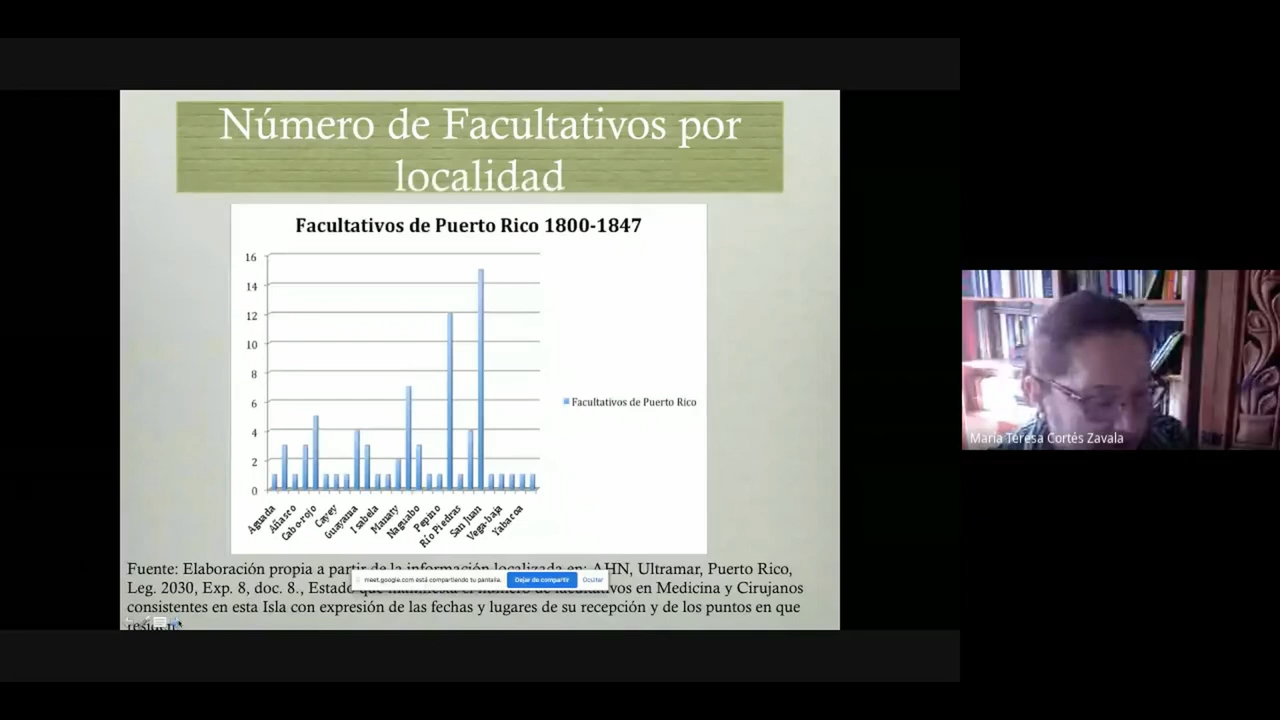 Número de Facultativos por
localidad
Facultativos de Puerto Rico 1800-1847
16
14
12
10
8
6
4
2
0
Aguada
Añasco
Cabo-rojo
Cayey
Guayama
Isabela
Manaty
Naguabo
Pepino
Río Piedras
San Juan
Vega-baja
Yabacoa
Facultativos de Puerto Rico
Fuente: Elaboración propia a partir de la información localizada en: AHN, Ultramar, Puerto Rico,
Leg. 2030, Exp. 8, doc. 8., Estado que manifiesta el número de facultativos en Medicina y Cirujanos
consistentes en esta Isla con expresión de las fechas y lugares de su recepción y de los puntos en que
residen
meet.google.com está compartiendo tu pantalla.
Dejar de compartir
Ocultar
María Teresa Cortés Zavala